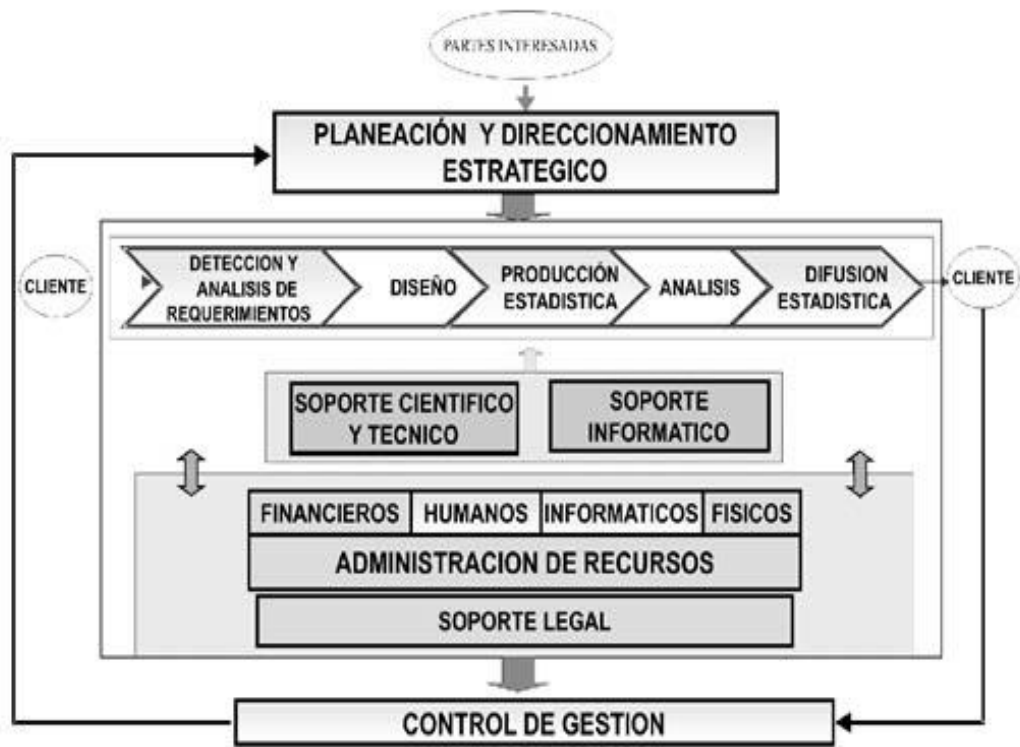 PARTES INTERESADAS
PLANEACIÓN Y DIRECCIONAMIENTO
ESTRATEGICO
CLIENTE
DETECCION Y
ANALISIS DE
REQUERIMIENTOS
DISEÑO
PRODUCCIÓN
ESTADISTICA
ANALISIS
DIFUSION
ESTADISTICA
CLIENTE
SOPORTE CIENTIFICO
Y TECNICO
SOPORTE
INFORMATICO
FINANCIEROS
HUMANOS
INFORMATICOS
FISICOS
ADMINISTRACION DE RECURSOS
SOPORTE LEGAL
CONTROL DE GESTION